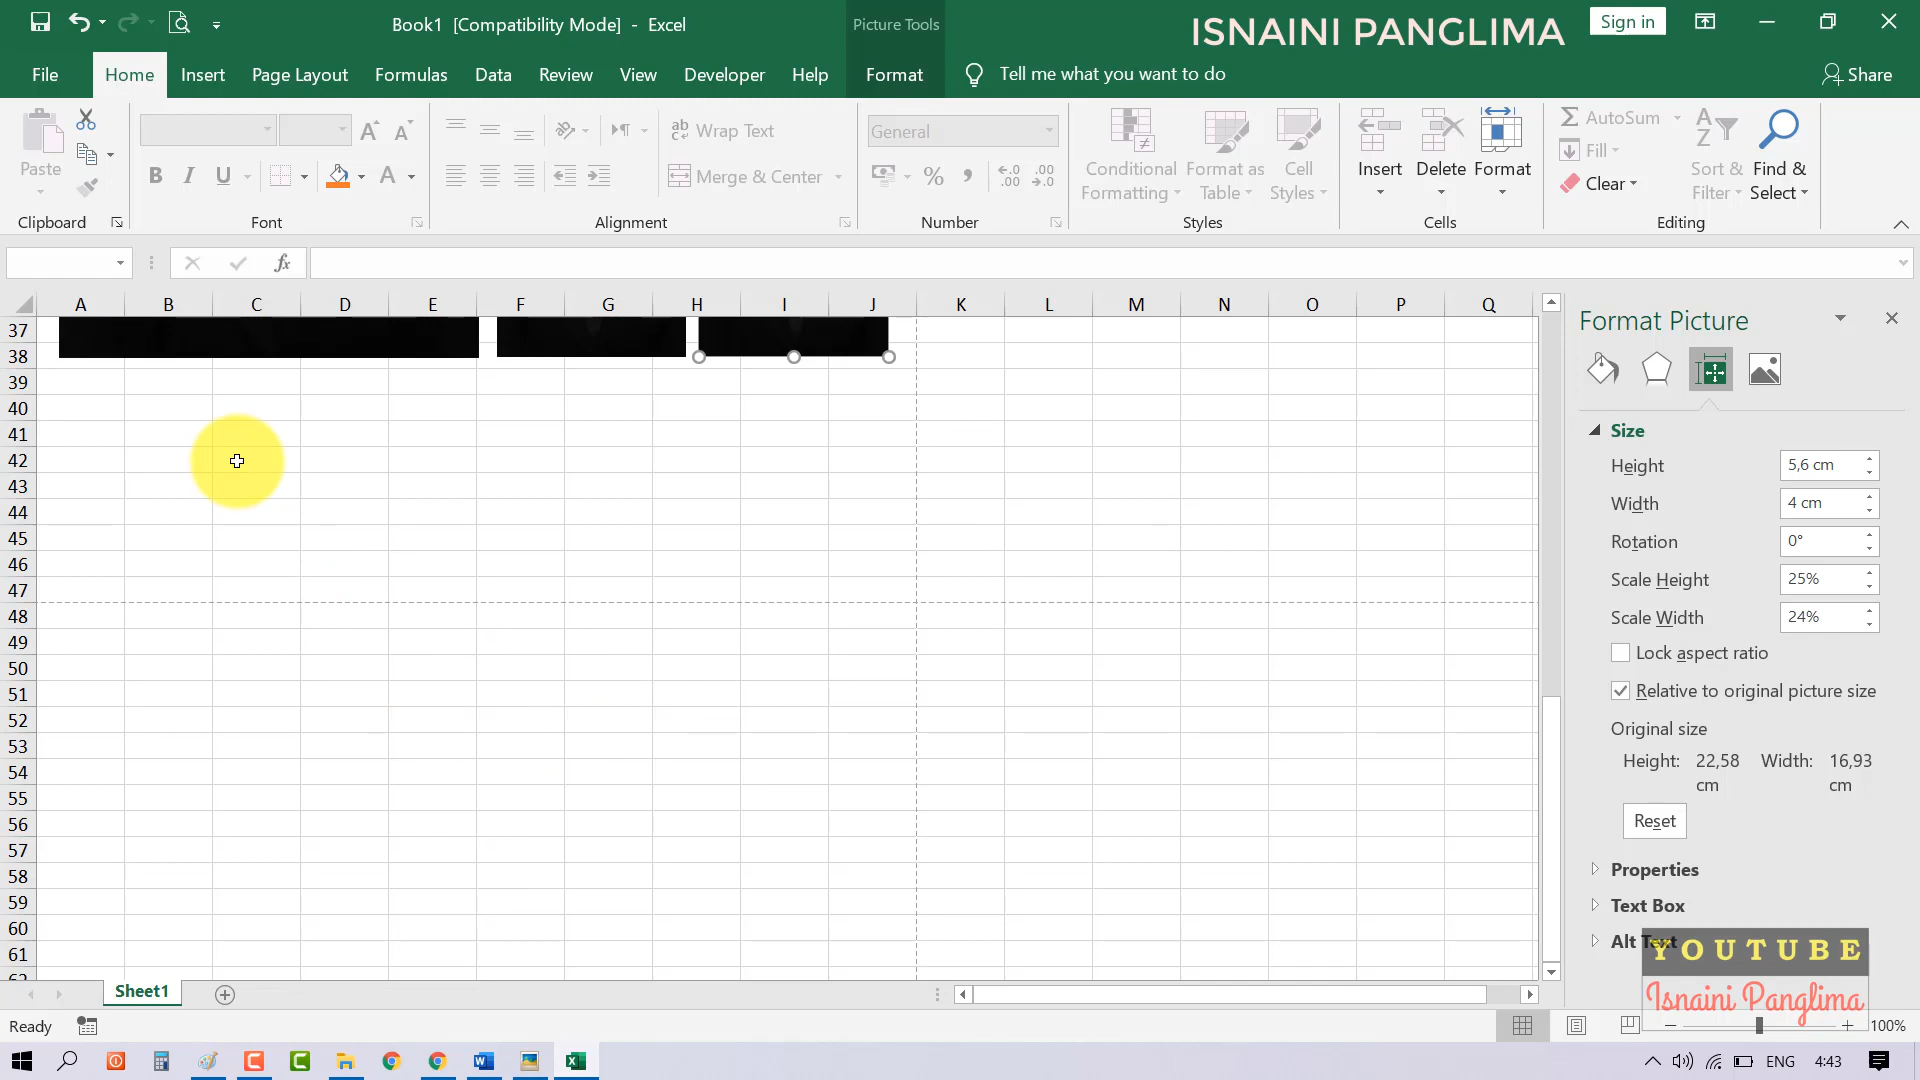 Book1 [Compatibility Mode] - Excel
Picture Tools
ISNAINI PANGLIMA
Sign in
File
Home
Insert
Page Layout
Formulas
Data
Review
View
Developer
Help
Format
Tell me what you want to do
Share
Paste
Clipboard
B I U
A
Font
Wrap Text
Merge & Center
Alignment
General
%
Number
Conditional
Formatting
Format as
Table
Cell
Styles
Styles
Insert
Delete
Format
Cells
AutoSum
Fill
Clear
Sort &
Filter
Find &
Select
Editing
fx
A B C D E F G H I J K L M N O P Q
37
38
39
40
41
42
43
44
45
46
47
48
49
50
51
52
53
54
55
56
57
58
59
60
61
62
Format Picture
Size
Height 5,6 cm
Width 4 cm
Rotation 0°
Scale Height 25%
Scale Width 24%
Lock aspect ratio
Relative to original picture size
Original size
Height: 22,58 cm Width: 16,93 cm
Reset
Properties
Text Box
Alt Text
YOUTUBE
Isnaini Panglima
Sheet1
Ready
100%
ENG
4:43